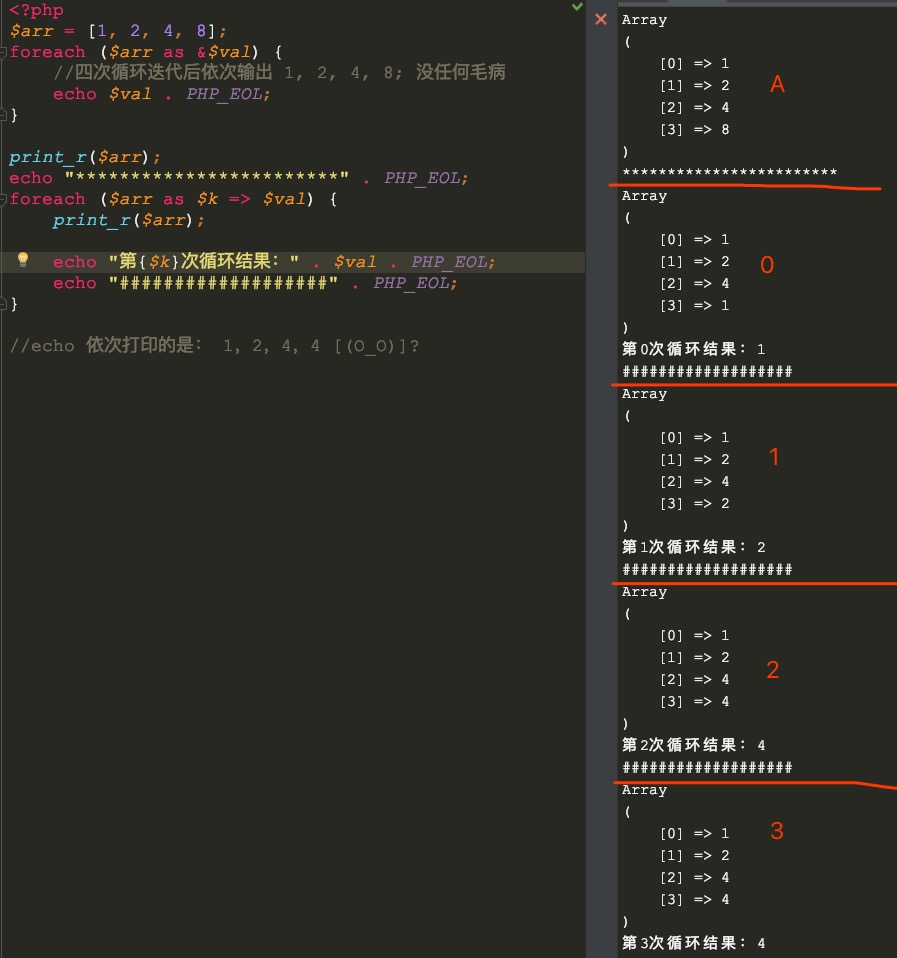 <?php
$arr = [1, 2, 4, 8];
foreach ($arr as &$val) {
    //四次循环迭代后依次输出 1, 2, 4, 8; 没任何毛病
    echo $val . PHP_EOL;
}
print_r($arr);
echo "************************" . PHP_EOL;
foreach ($arr as $k => $val) {
    print_r($arr);
    echo "第{$k}次循环结果: " . $val . PHP_EOL;
    echo "###################" . PHP_EOL;
}
//echo 依次打印的是: 1, 2, 4, 4 [(O_O)]?
Array
(
    [0] => 1
    [1] => 2
    [2] => 4
    [3] => 8
)
A
************************
Array
(
    [0] => 1
    [1] => 2
    [2] => 4
    [3] => 1
)
0
第0次循环结果: 1
###################
Array
(
    [0] => 1
    [1] => 2
    [2] => 4
    [3] => 2
)
1
第1次循环结果: 2
###################
Array
(
    [0] => 1
    [1] => 2
    [2] => 4
    [3] => 4
)
2
第2次循环结果: 4
###################
Array
(
    [0] => 1
    [1] => 2
    [2] => 4
    [3] => 4
)
3
第3次循环结果: 4